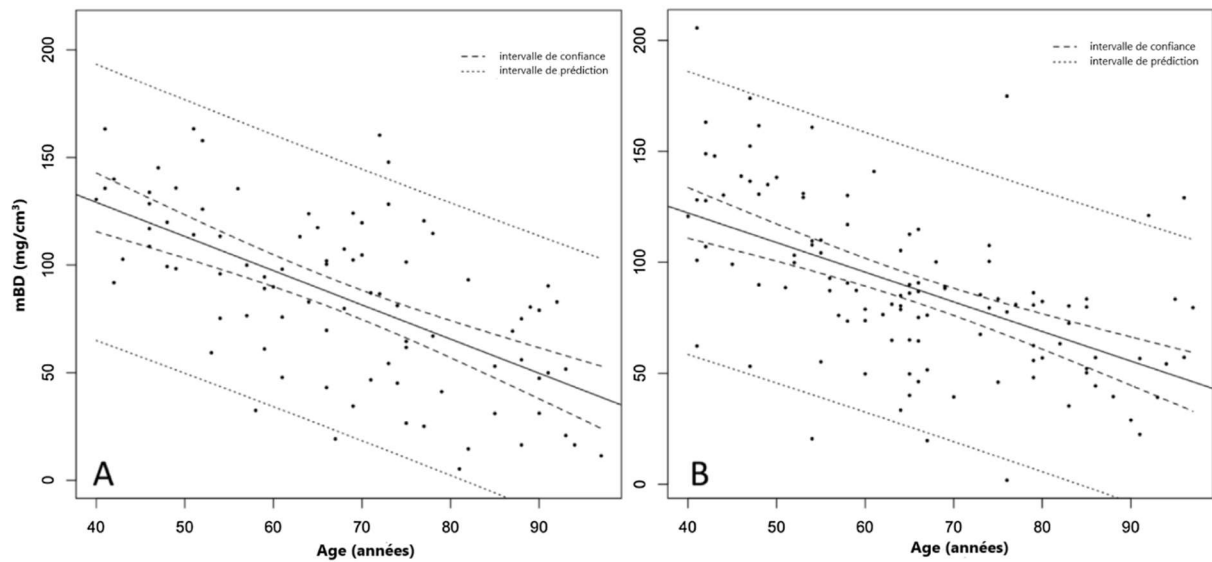 200
150
100
50
0
mBD (mg/cm³)
intervalle de confiance
intervalle de prédiction
A
40 50 60 70 80 90
Age (années)
200
150
100
50
0
intervalle de confiance
intervalle de prédiction
B
40 50 60 70 80 90
Age (années)